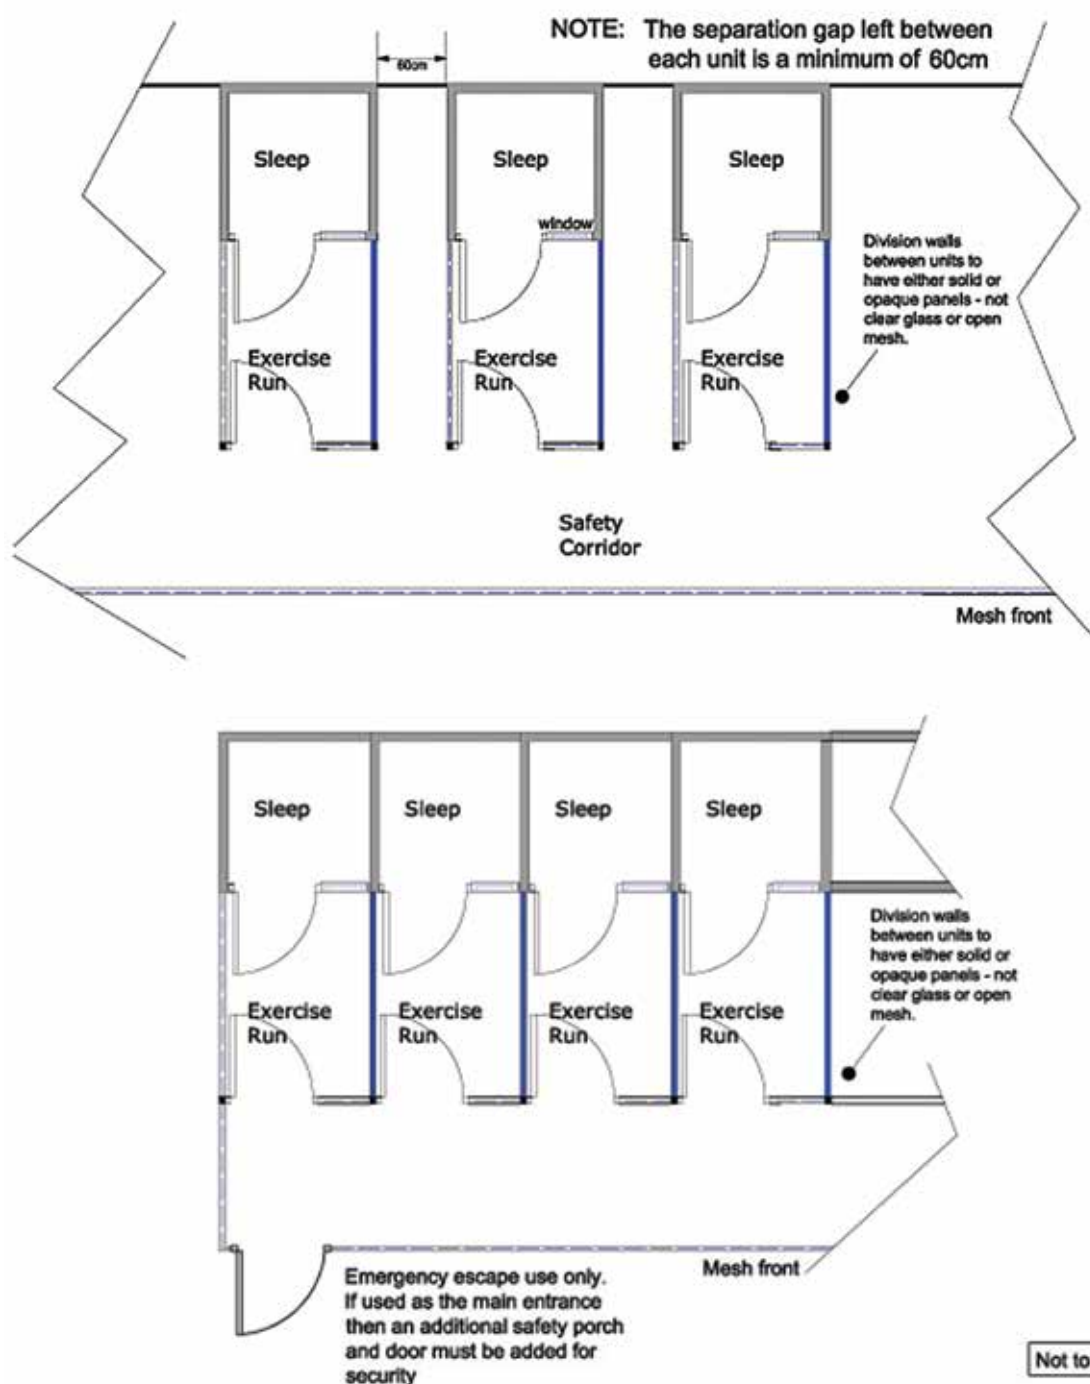 NOTE: The separation gap left between
each unit is a minimum of 60cm
60cm
Sleep
Sleep
Sleep
window
Division walls
between units to
have either solid or
opaque panels - not
clear glass or open
mesh.
Exercise
Run
Exercise
Run
Exercise
Run
Safety
Corridor
Mesh front
Sleep
Sleep
Sleep
Sleep
Division walls
between units to
have either solid or
opaque panels - not
clear glass or open
mesh.
Exercise
Run
Exercise
Run
Exercise
Run
Exercise
Run
Mesh front
Emergency escape use only.
If used as the main entrance
then an additional safety porch
and door must be added for
security
Not to